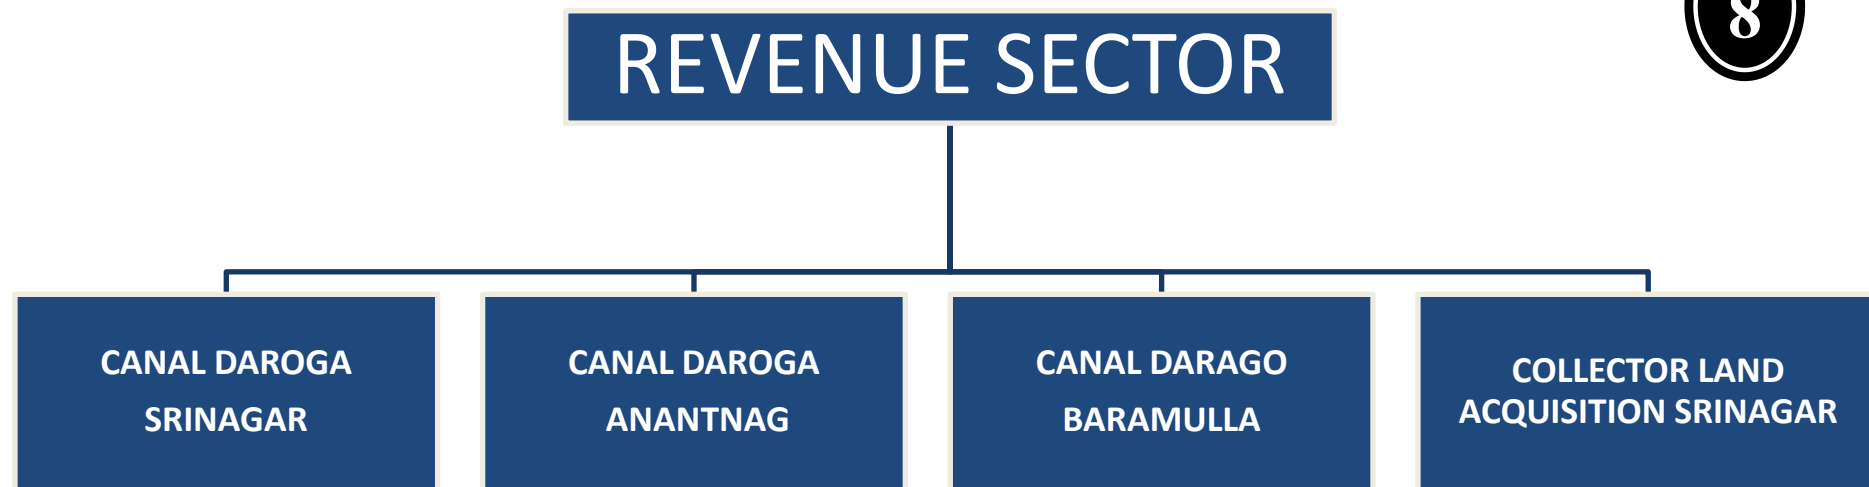 8
REVENUE SECTOR
CANAL DAROGA
SRINAGAR
CANAL DAROGA
ANANTNAG
CANAL DARAGO
BARAMULLA
COLLECTOR LAND
ACQUISITION SRINAGAR